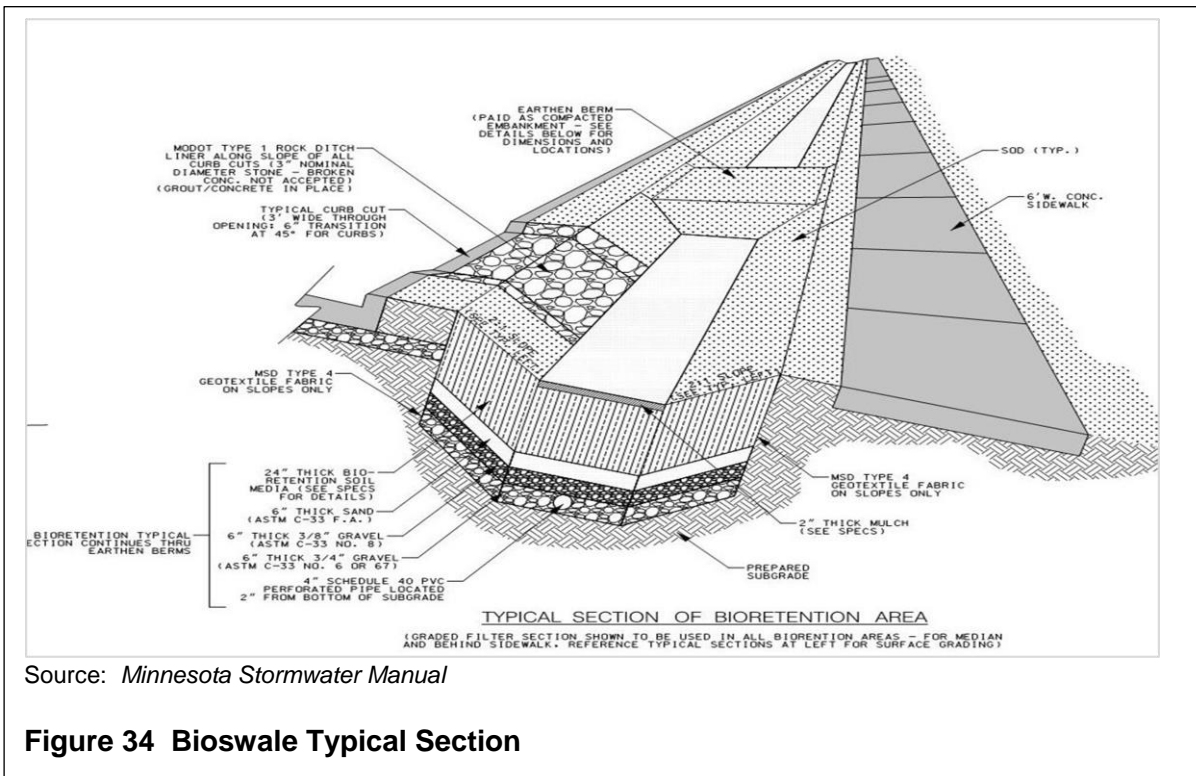 EARTHEN BERM
(PAID AS COMPACTED
EMBANKMENT - SEE
DETAILS BELOW FOR
DIMENSIONS AND
LOCATIONS)
MODOT TYPE 1 ROCK DITCH
LINER ALONG SLOPE OF ALL
CURB CUTS (3" NOMINAL
DIAMETER STONE - BROKEN
CONC. NOT ACCEPTED)
(GROUT/CONCRETE IN PLACE)
SOD (TYP.)
TYPICAL CURB CUT
(3' WIDE THROUGH
OPENING: 6" TRANSITION
AT 45° FOR CURBS)
6'W. CONC.
SIDEWALK
2:1 SLOPE
2:1 SLOPE
MSD TYPE 4
GEOTEXTILE FABRIC
ON SLOPES ONLY
24" THICK BIO-
RETENTION SOIL
MEDIA (SEE SPECS
FOR DETAILS)
6" THICK SAND
(ASTM C-33 F.A.)
6" THICK 3/8" GRAVEL
(ASTM C-33 NO. 8)
6" THICK 3/4" GRAVEL
(ASTM C-33 NO. 6 OR 67)
4" SCHEDULE 40 PVC
PERFORATED PIPE LOCATED
2" FROM BOTTOM OF SUBGRADE
BIORETENTION TYPICAL
ECTION CONTINUES THRU
EARTHEN BERMS
MSD TYPE 4
GEOTEXTILE FABRIC
ON SLOPES ONLY
2" THICK MULCH
(SEE SPECS)
PREPARED
SUBGRADE
TYPICAL SECTION OF BIORETENTION AREA
(GRADED FILTER SECTION SHOWN TO BE USED IN ALL BIORENTION AREAS - FOR MEDIAN
AND BEHIND SIDEWALK. REFERENCE TYPICAL SECTIONS AT LEFT FOR SURFACE GRADING)
Source: Minnesota Stormwater Manual
Figure 34 Bioswale Typical Section